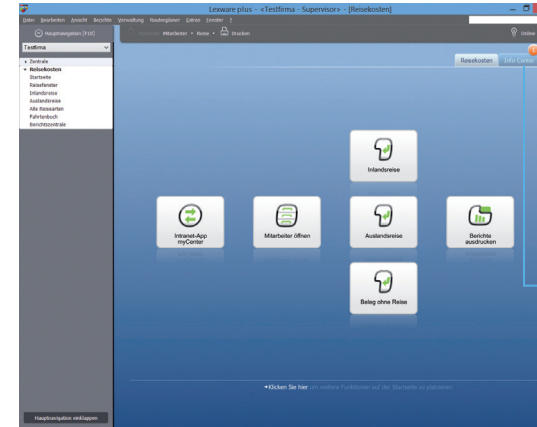 Lexware plus - <Testfirma - Supervisor> - [Reisekosten]
Datei Bearbeiten Ansicht Berichte Verwaltung Routenplaner Extras Fenster ?
Hauptnavigation [F10]
Mitarbeiter Reise Drucken
Online
Testfirma
Reisekosten Info Center
Zentrale
Reisekosten
Startseite
Reisefenster
Inlandsreise
Auslandsreise
Alle Reisearten
Fahrtenbuch
Berichtszentrale
Inlandsreise
Intranet-App
myCenter
Mitarbeiter öffnen
Auslandsreise
Berichte
ausdrucken
Beleg ohne Reise
Klicken Sie hier um weitere Funktionen auf der Startseite zu platzieren
Hauptnavigation einklappen